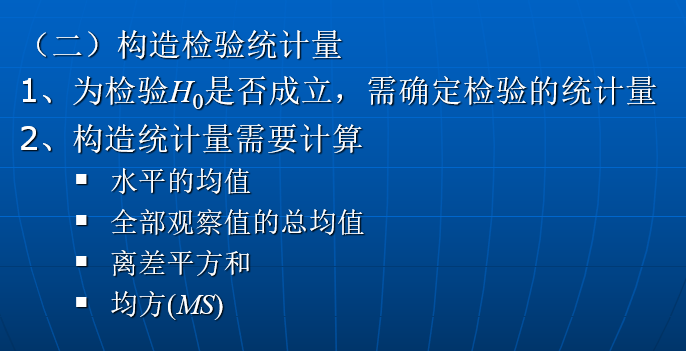 （二）构造检验统计量
1、为检验H0是否成立，需确定检验的统计量
2、构造统计量需要计算
■ 水平的均值
■ 全部观察值的总均值
■ 离差平方和
■ 均方(MS)